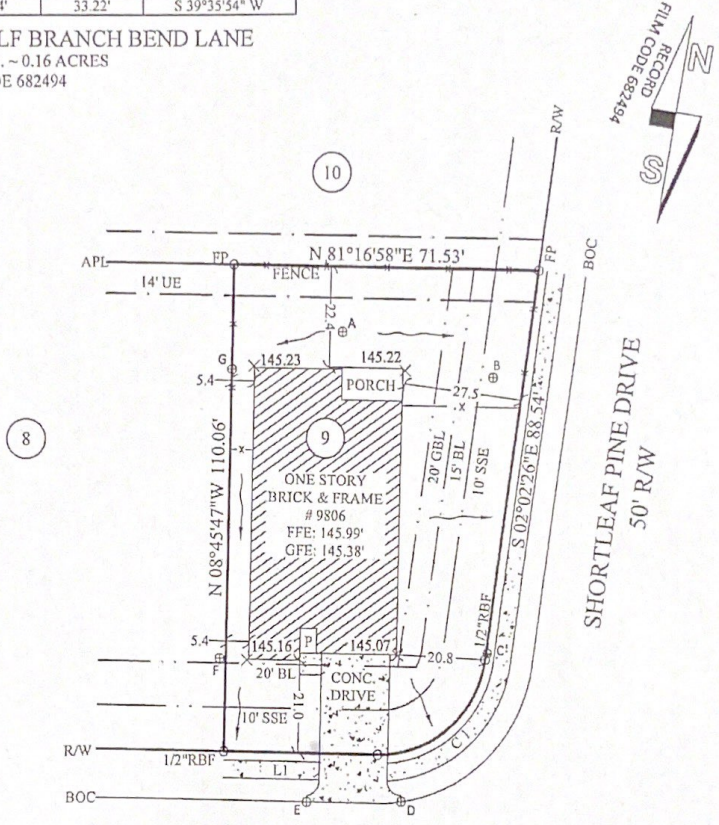 33.22'
S 39°35'54" W
BRANCH BEND LANE
~ 0.16 ACRES
682494
N
RECORD
FILM CODE 682494
S
R/W
10
N 81°16'58"E 71.53'
APL
FP
FENCE
FP
BOC
14' UE
22.4
A
G
145.23
145.22
B
5.4
PORCH
27.5
x
8
9
x
ONE STORY
BRICK & FRAME
# 9806
FFE: 145.99'
GFE: 145.38'
N 08°45'47"W 110.06'
20' GBL
15' BL
10' SSE
S 02°02'26"E 88.54'
SHORTLEAF PINE DRIVE
50' R/W
5.4
145.16
P
145.07
20.8
1/2"RBF
C
F
20' BL
CONC.
DRIVE
21.0
10' SSE
R/W
1/2"RBF
L1
C1
BOC
E
D